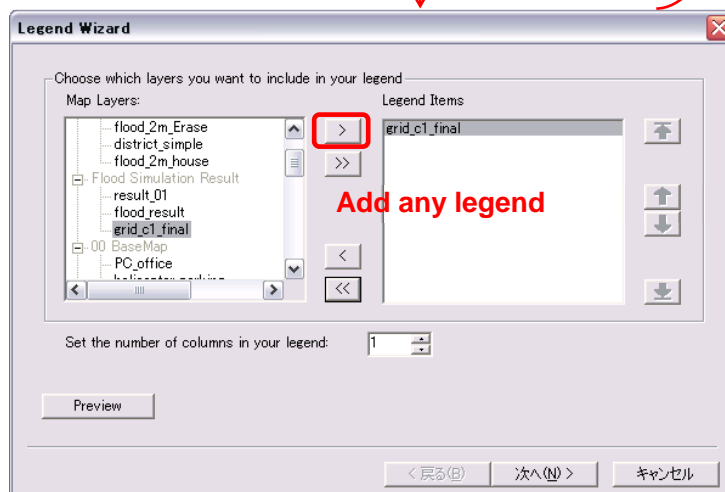 Legend Wizard
Choose which layers you want to include in your legend
Map Layers:
Legend Items
flood_2m_Erase
district_simple
flood_2m_house
Flood Simulation Result
result_01
flood_result
grid_c1_final
00 BaseMap
PC_office
>
>>
<
<<
grid_c1_final
Add any legend
Set the number of columns in your legend:
1
Preview
< 戻る(B)
次へ(N) >
キャンセル